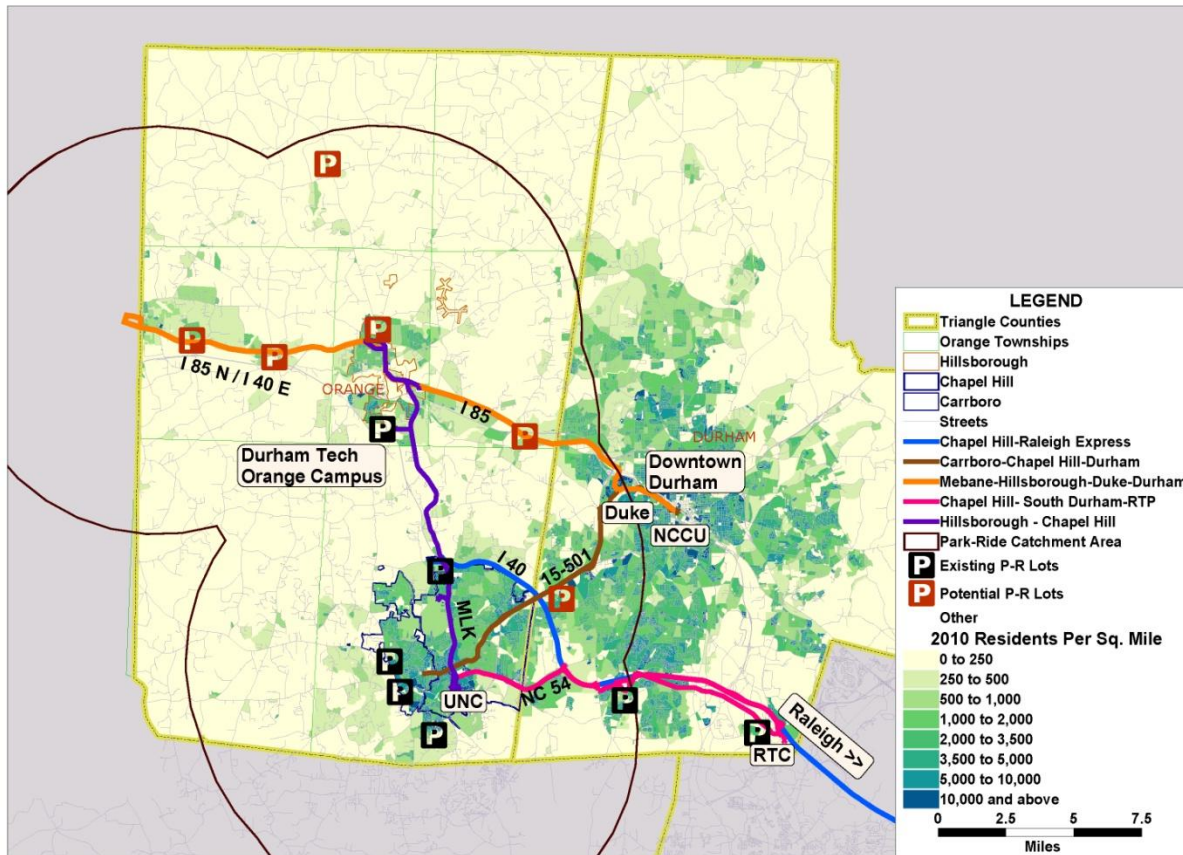 P
P
P
P
I 85 N / I 40 E
ORANGE
I 85
P
P
DURHAM
Durham Tech
Orange Campus
Downtown
Durham
Duke
NCCU
P
I 40
15-501
P
MLK
P
P
UNC
NC 54
P
P
P
RTC
Raleigh >>
LEGEND
Triangle Counties
Orange Townships
Hillsborough
Chapel Hill
Carrboro
Streets
Chapel Hill-Raleigh Express
Carrboro-Chapel Hill-Durham
Mebane-Hillsborough-Duke-Durham
Chapel Hill- South Durham-RTP
Hillsborough - Chapel Hill
Park-Ride Catchment Area
P Existing P-R Lots
P Potential P-R Lots
Other
2010 Residents Per Sq. Mile
0 to 250
250 to 500
500 to 1,000
1,000 to 2,000
2,000 to 3,500
3,500 to 5,000
5,000 to 10,000
10,000 and above
0 2.5 5 7.5
Miles